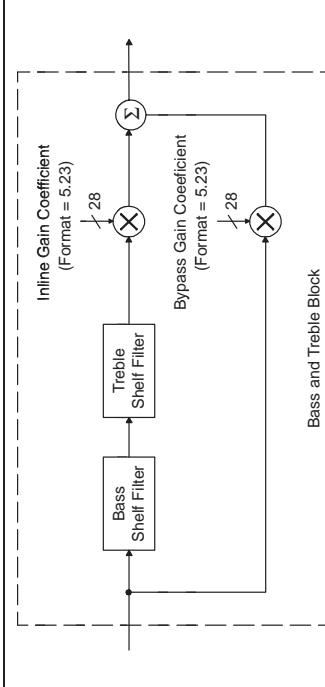 Inline Gain Coefficient
(Format = 5.23)
28
Σ
Bass
Shelf Filter
Treble
Shelf Filter
Bypass Gain Coeeficient
(Format = 5.23)
28
Bass and Treble Block